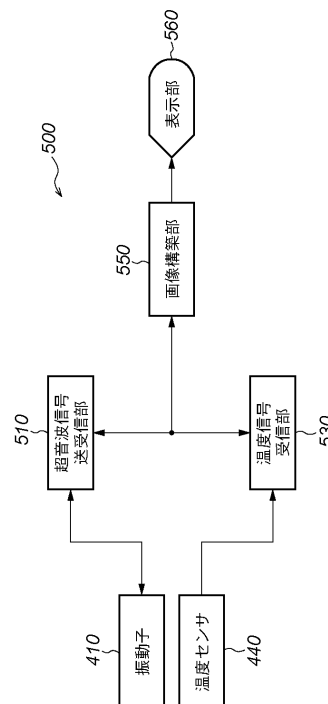 500
410
振動子
440
温度センサ
510
超音波信号
送受信部
530
温度信号
受信部
550
画像構築部
560
表示部